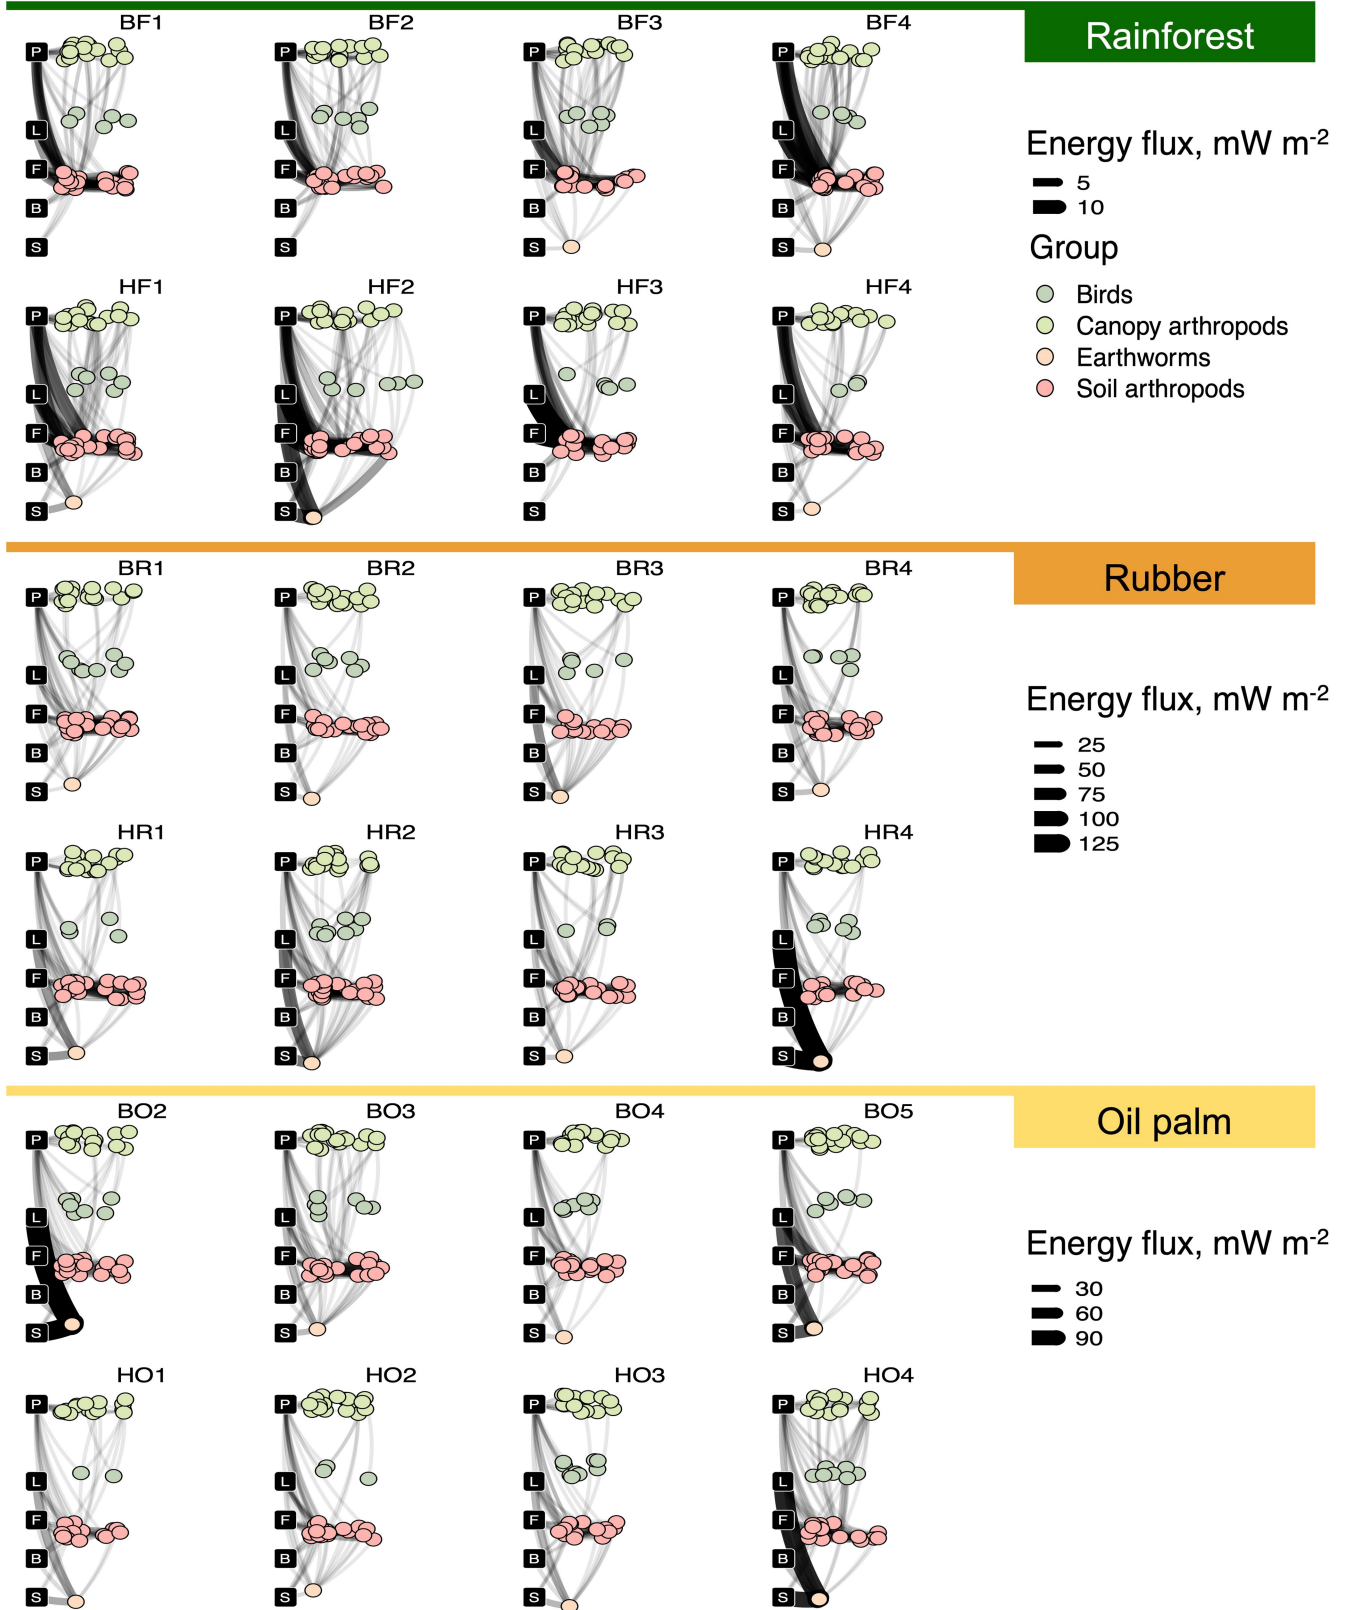 Rainforest
BF1 BF2 BF3 BF4
P P P P
L L L L
F F F F
B B B B
S S S S
Energy flux, mW m-2
5
10
Group
Birds
Canopy arthropods
Earthworms
Soil arthropods
HF1 HF2 HF3 HF4
P P P P
L L L L
F F F F
B B B B
S S S S
Rubber
BR1 BR2 BR3 BR4
P P P P
L L L L
F F F F
B B B B
S S S S
Energy flux, mW m-2
25
50
75
100
125
HR1 HR2 HR3 HR4
P P P P
L L L L
F F F F
B B B B
S S S S
Oil palm
BO2 BO3 BO4 BO5
P P P P
L L L L
F F F F
B B B B
S S S S
Energy flux, mW m-2
30
60
90
HO1 HO2 HO3 HO4
P P P P
L L L L
F F F F
B B B B
S S S S